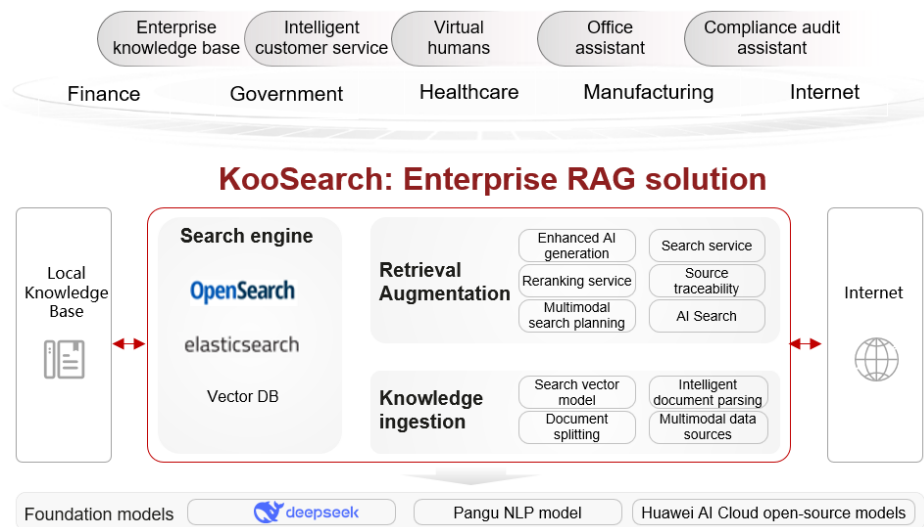 Enterprise
knowledge base
Intelligent
customer service
Virtual
humans
Office
assistant
Compliance audit
assistant
Finance
Government
Healthcare
Manufacturing
Internet
KooSearch: Enterprise RAG solution
Local
Knowledge
Base
Search engine
OpenSearch
elasticsearch
Vector DB
Retrieval
Augmentation
Enhanced AI
generation
Search service
Reranking service
Source
traceability
Multimodal
search planning
AI Search
Knowledge
ingestion
Search vector
model
Intelligent
document parsing
Document
splitting
Multimodal data
sources
Internet
Foundation models
deepseek
Pangu NLP model
Huawei AI Cloud open-source models